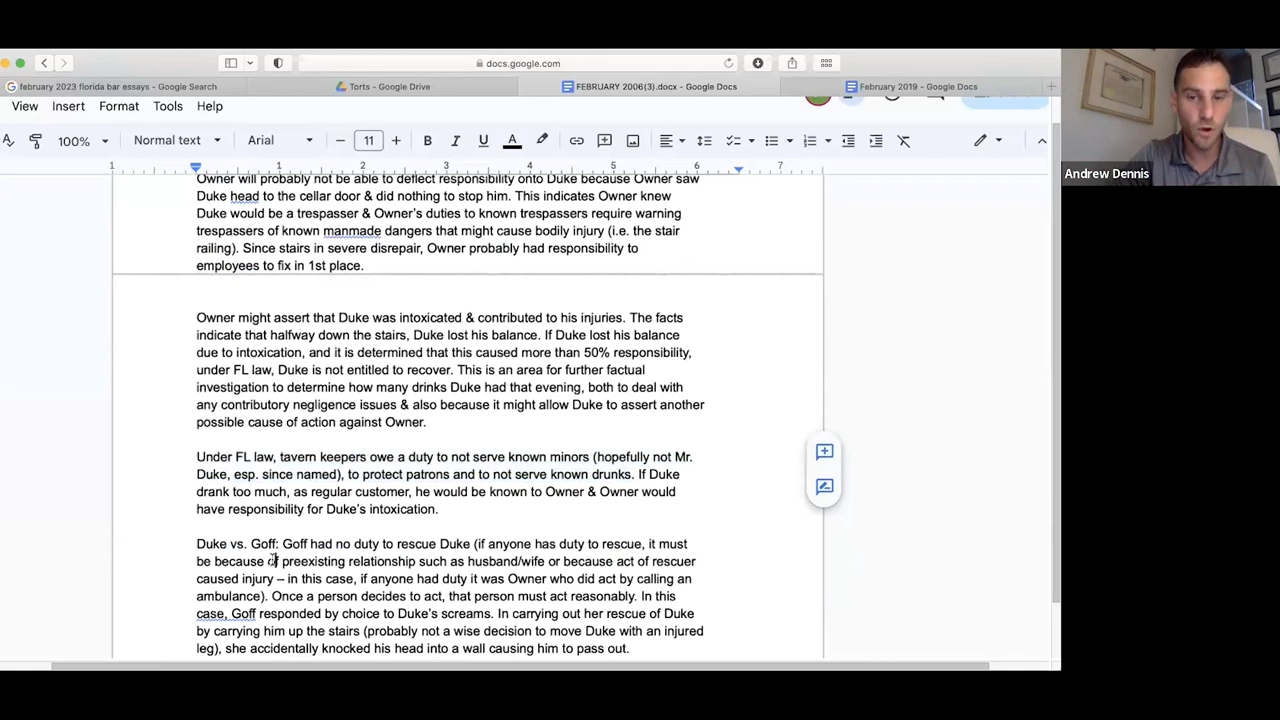 docs.google.com
february 2023 florida bar essays - Google Search
Torts - Google Drive
FEBRUARY 2006(3).docx - Google Docs
February 2019 - Google Docs
View Insert Format Tools Help
100% Normal text Arial 11
1 1 2 3 4 5 6 7
Andrew Dennis
Owner will probably not be able to deflect responsibility onto Duke because Owner saw
Duke head to the cellar door & did nothing to stop him. This indicates Owner knew
Duke would be a trespasser & Owner's duties to known trespassers require warning
trespassers of known manmade dangers that might cause bodily injury (i.e. the stair
railing). Since stairs in severe disrepair, Owner probably had responsibility to
employees to fix in 1st place.
Owner might assert that Duke was intoxicated & contributed to his injuries. The facts
indicate that halfway down the stairs, Duke lost his balance. If Duke lost his balance
due to intoxication, and it is determined that this caused more than 50% responsibility,
under FL law, Duke is not entitled to recover. This is an area for further factual
investigation to determine how many drinks Duke had that evening, both to deal with
any contributory negligence issues & also because it might allow Duke to assert another
possible cause of action against Owner.
Under FL law, tavern keepers owe a duty to not serve known minors (hopefully not Mr.
Duke, esp. since named), to protect patrons and to not serve known drunks. If Duke
drank too much, as regular customer, he would be known to Owner & Owner would
have responsibility for Duke's intoxication.
Duke vs. Goff: Goff had no duty to rescue Duke (if anyone has duty to rescue, it must
be because of preexisting relationship such as husband/wife or because act of rescuer
caused injury – in this case, if anyone had duty it was Owner who did act by calling an
ambulance). Once a person decides to act, that person must act reasonably. In this
case, Goff responded by choice to Duke's screams. In carrying out her rescue of Duke
by carrying him up the stairs (probably not a wise decision to move Duke with an injured
leg), she accidentally knocked his head into a wall causing him to pass out.